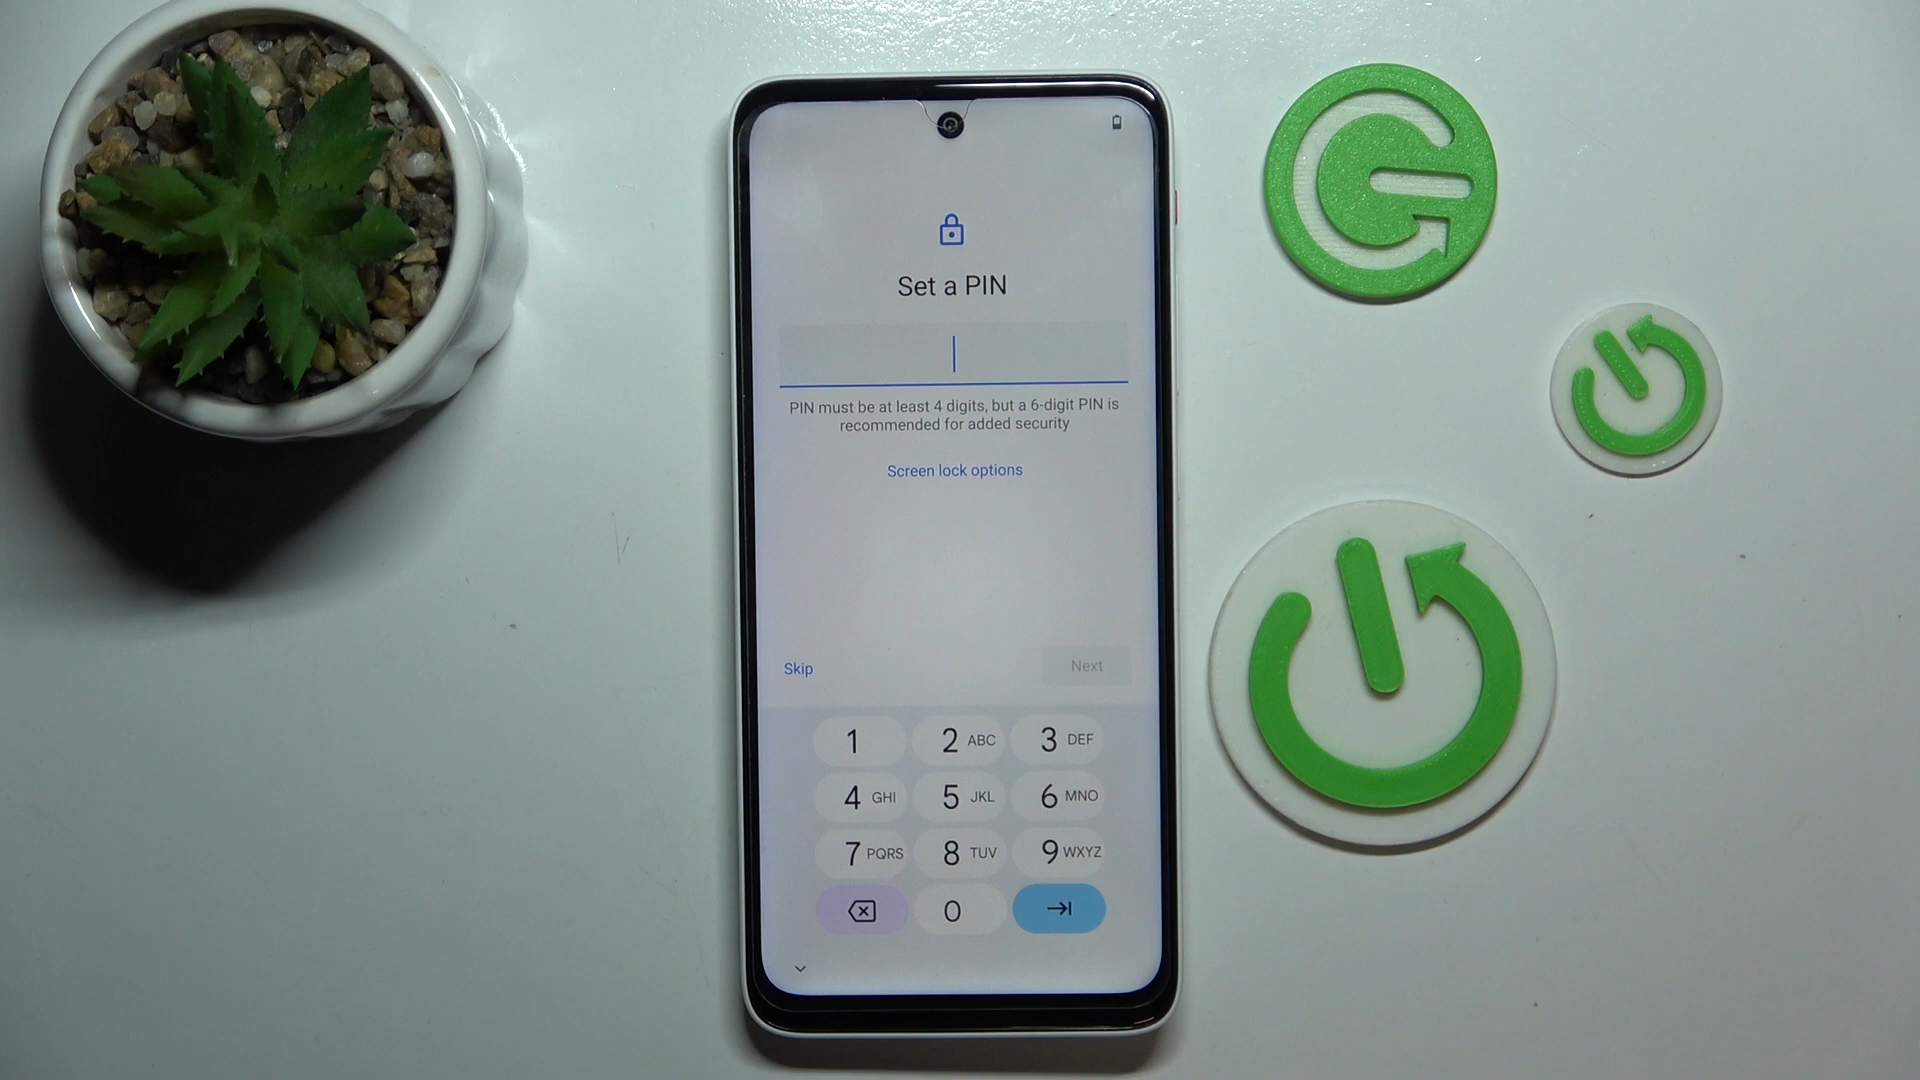 Set a PIN
PIN must be at least 4 digits, but a 6-digit PIN is
recommended for added security
Screen lock options
Skip
Next
1
2 ABC
3 DEF
4 GHI
5 JKL
6 MNO
7 PQRS
8 TUV
9 WXYZ
0